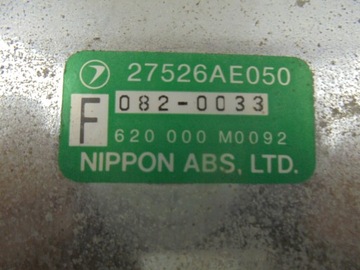 27526AE050
F 082-0033
620 000 M0092
NIPPON ABS, LTD.